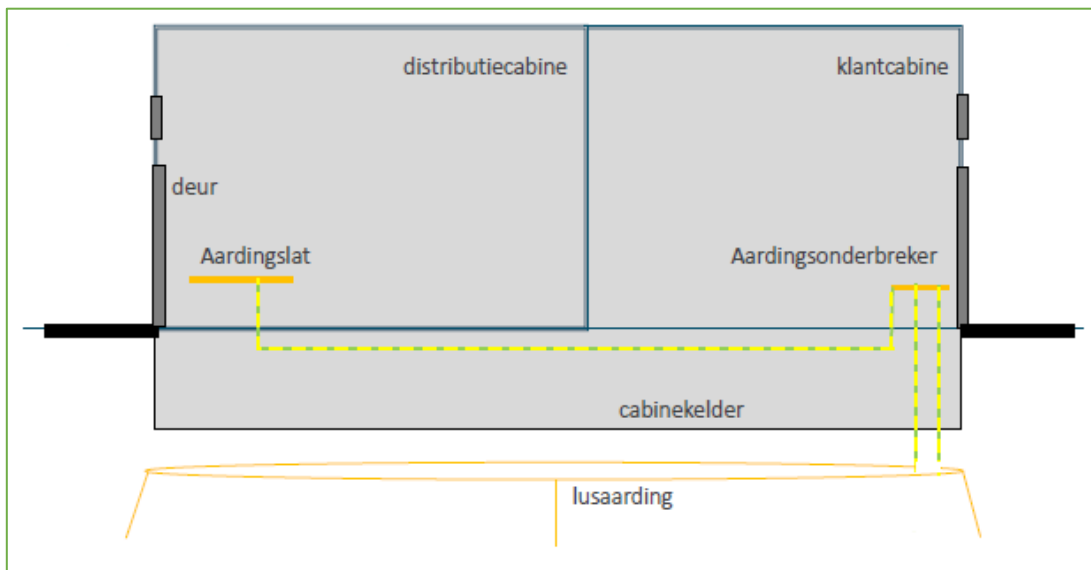 distributiecabine
klantcabine
deur
Aardingslat
Aardingsonderbreker
cabinekelder
lusaarding